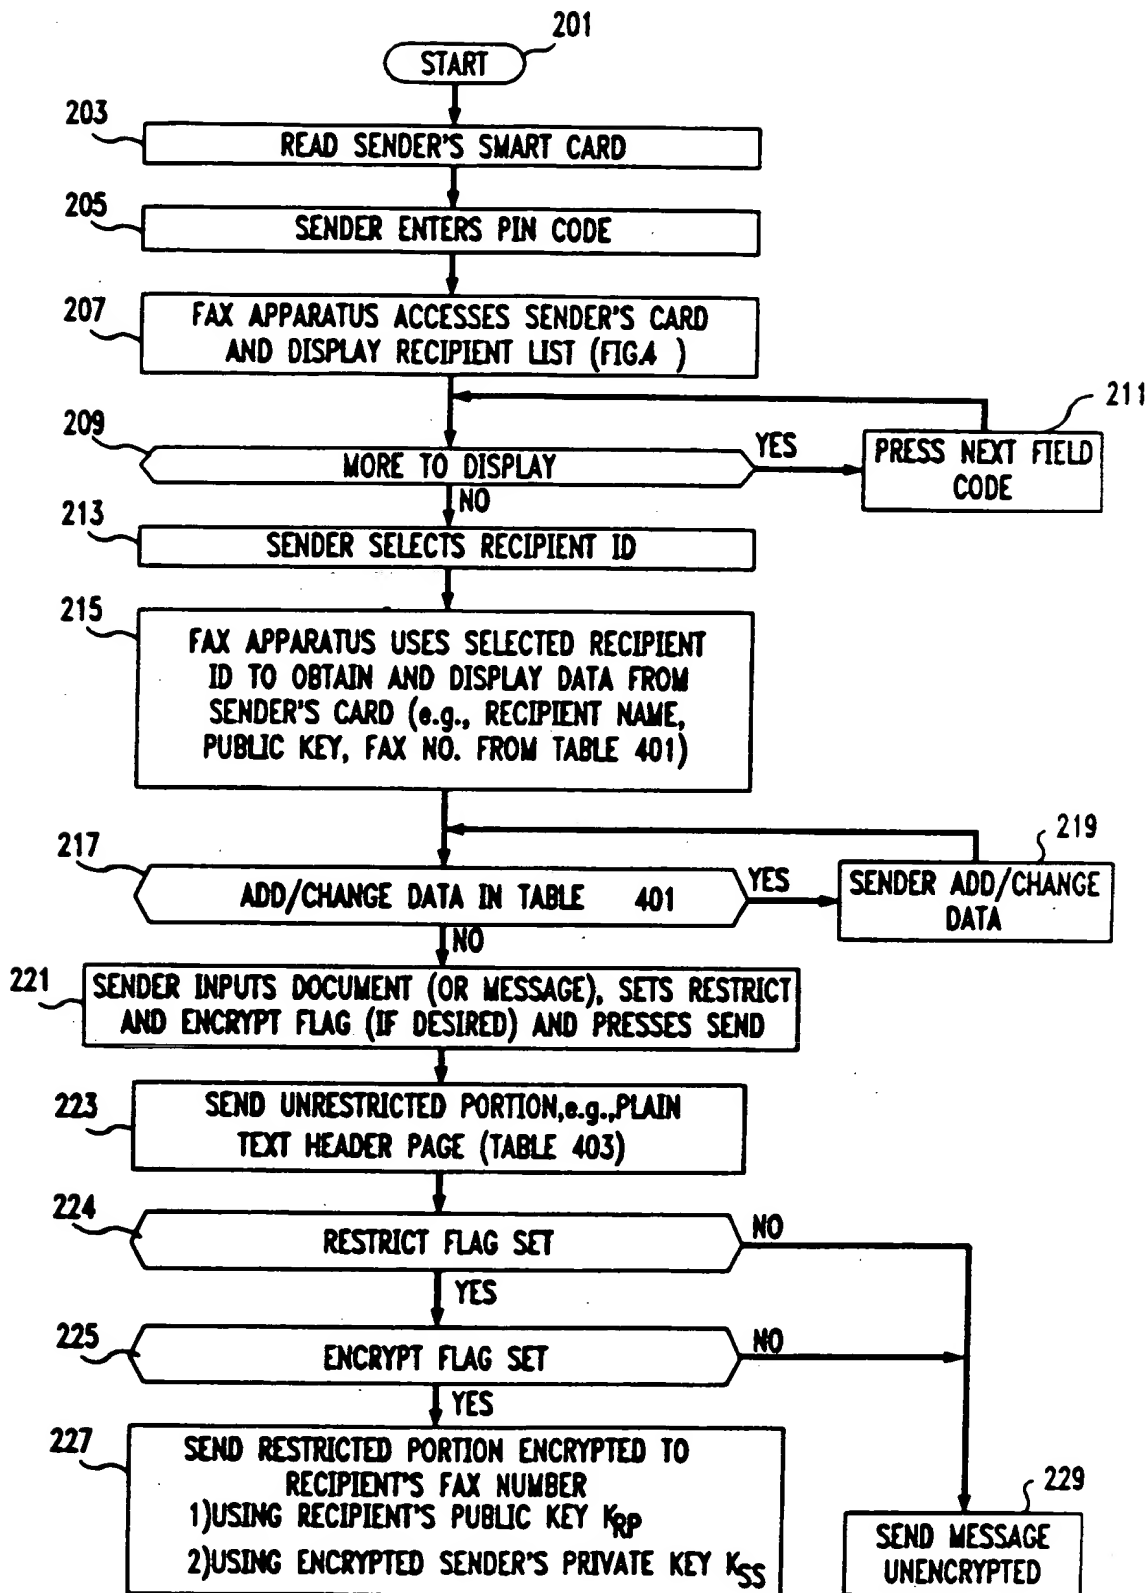 201
START
203
READ SENDER'S SMART CARD
205
SENDER ENTERS PIN CODE
207
FAX APPARATUS ACCESSES SENDER'S CARD
AND DISPLAY RECIPIENT LIST (FIG.4 )
209
MORE TO DISPLAY
YES
211
PRESS NEXT FIELD
CODE
NO
213
SENDER SELECTS RECIPIENT ID
215
FAX APPARATUS USES SELECTED RECIPIENT
ID TO OBTAIN AND DISPLAY DATA FROM
SENDER'S CARD (e.g., RECIPIENT NAME,
PUBLIC KEY, FAX NO. FROM TABLE 401)
217
ADD/CHANGE DATA IN TABLE 401
YES
219
SENDER ADD/CHANGE
DATA
NO
221
SENDER INPUTS DOCUMENT (OR MESSAGE), SETS RESTRICT
AND ENCRYPT FLAG (IF DESIRED) AND PRESSES SEND
223
SEND UNRESTRICTED PORTION,e.g.,PLAIN
TEXT HEADER PAGE (TABLE 403)
224
RESTRICT FLAG SET
NO
YES
225
ENCRYPT FLAG SET
NO
YES
227
SEND RESTRICTED PORTION ENCRYPTED TO
RECIPIENT'S FAX NUMBER
1)USING RECIPIENT'S PUBLIC KEY KRP
2)USING ENCRYPTED SENDER'S PRIVATE KEY KSS
229
SEND MESSAGE
UNENCRYPTED